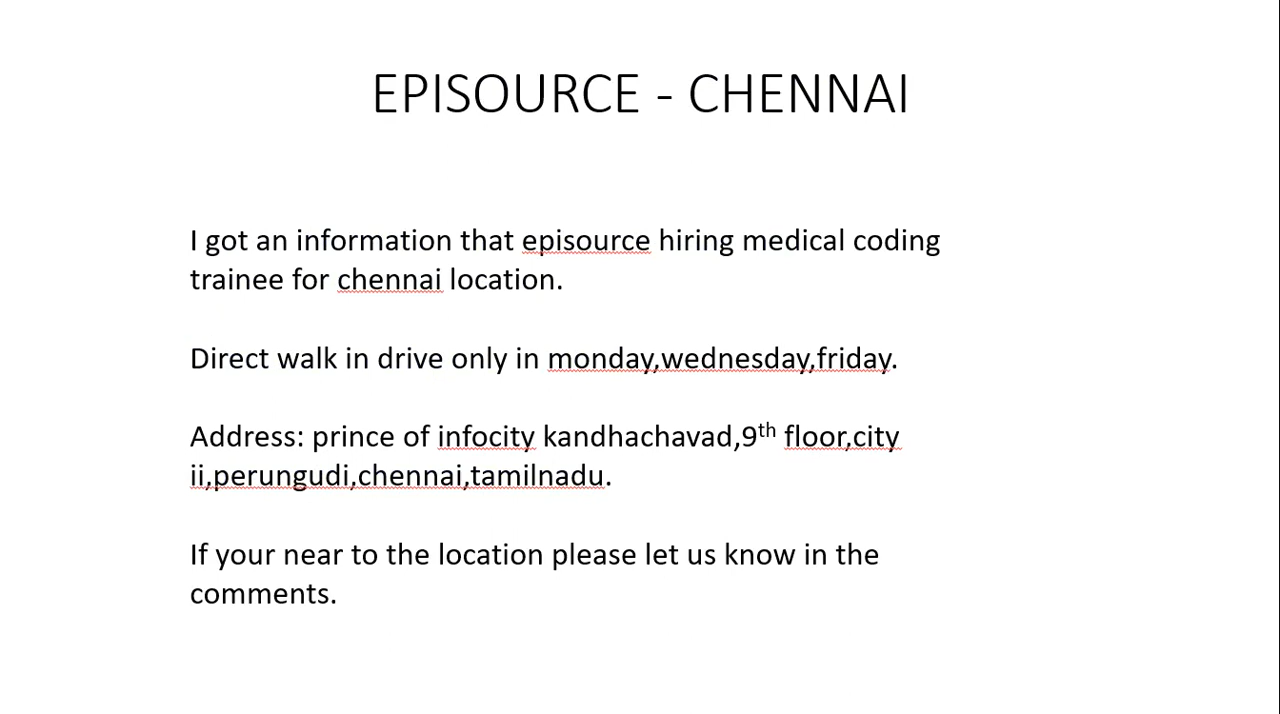 EPISOURCE - CHENNAI
I got an information that episource hiring medical coding
trainee for chennai location.
Direct walk in drive only in monday,wednesday,friday.
Address: prince of infocity kandhachavad,9th floor,city
ii,perungudi,chennai,tamilnadu.
If your near to the location please let us know in the
comments.